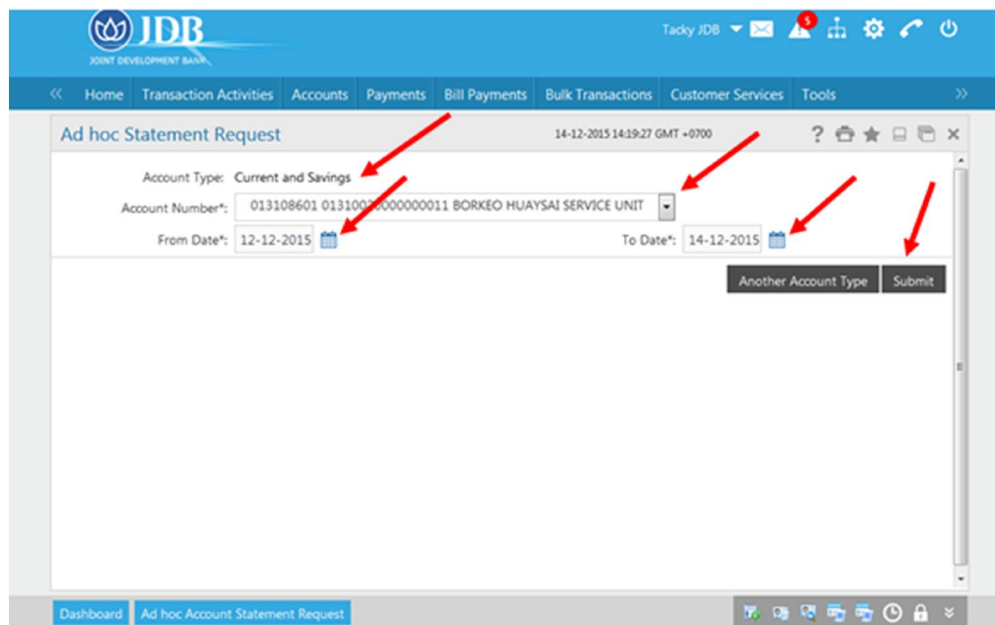 JDB
JOINT DEVELOPMENT BANK
Tacky JDB
5
Home Transaction Activities Accounts Payments Bill Payments Bulk Transactions Customer Services Tools
Ad hoc Statement Request 14-12-2015 14:19:27 GMT +0700
Account Type: Current and Savings
Account Number*: 013108601 BORKEO HUAYSAI SERVICE UNIT
From Date*: 12-12-2015 To Date*: 14-12-2015
Another Account Type Submit
Dashboard Ad hoc Account Statement Request